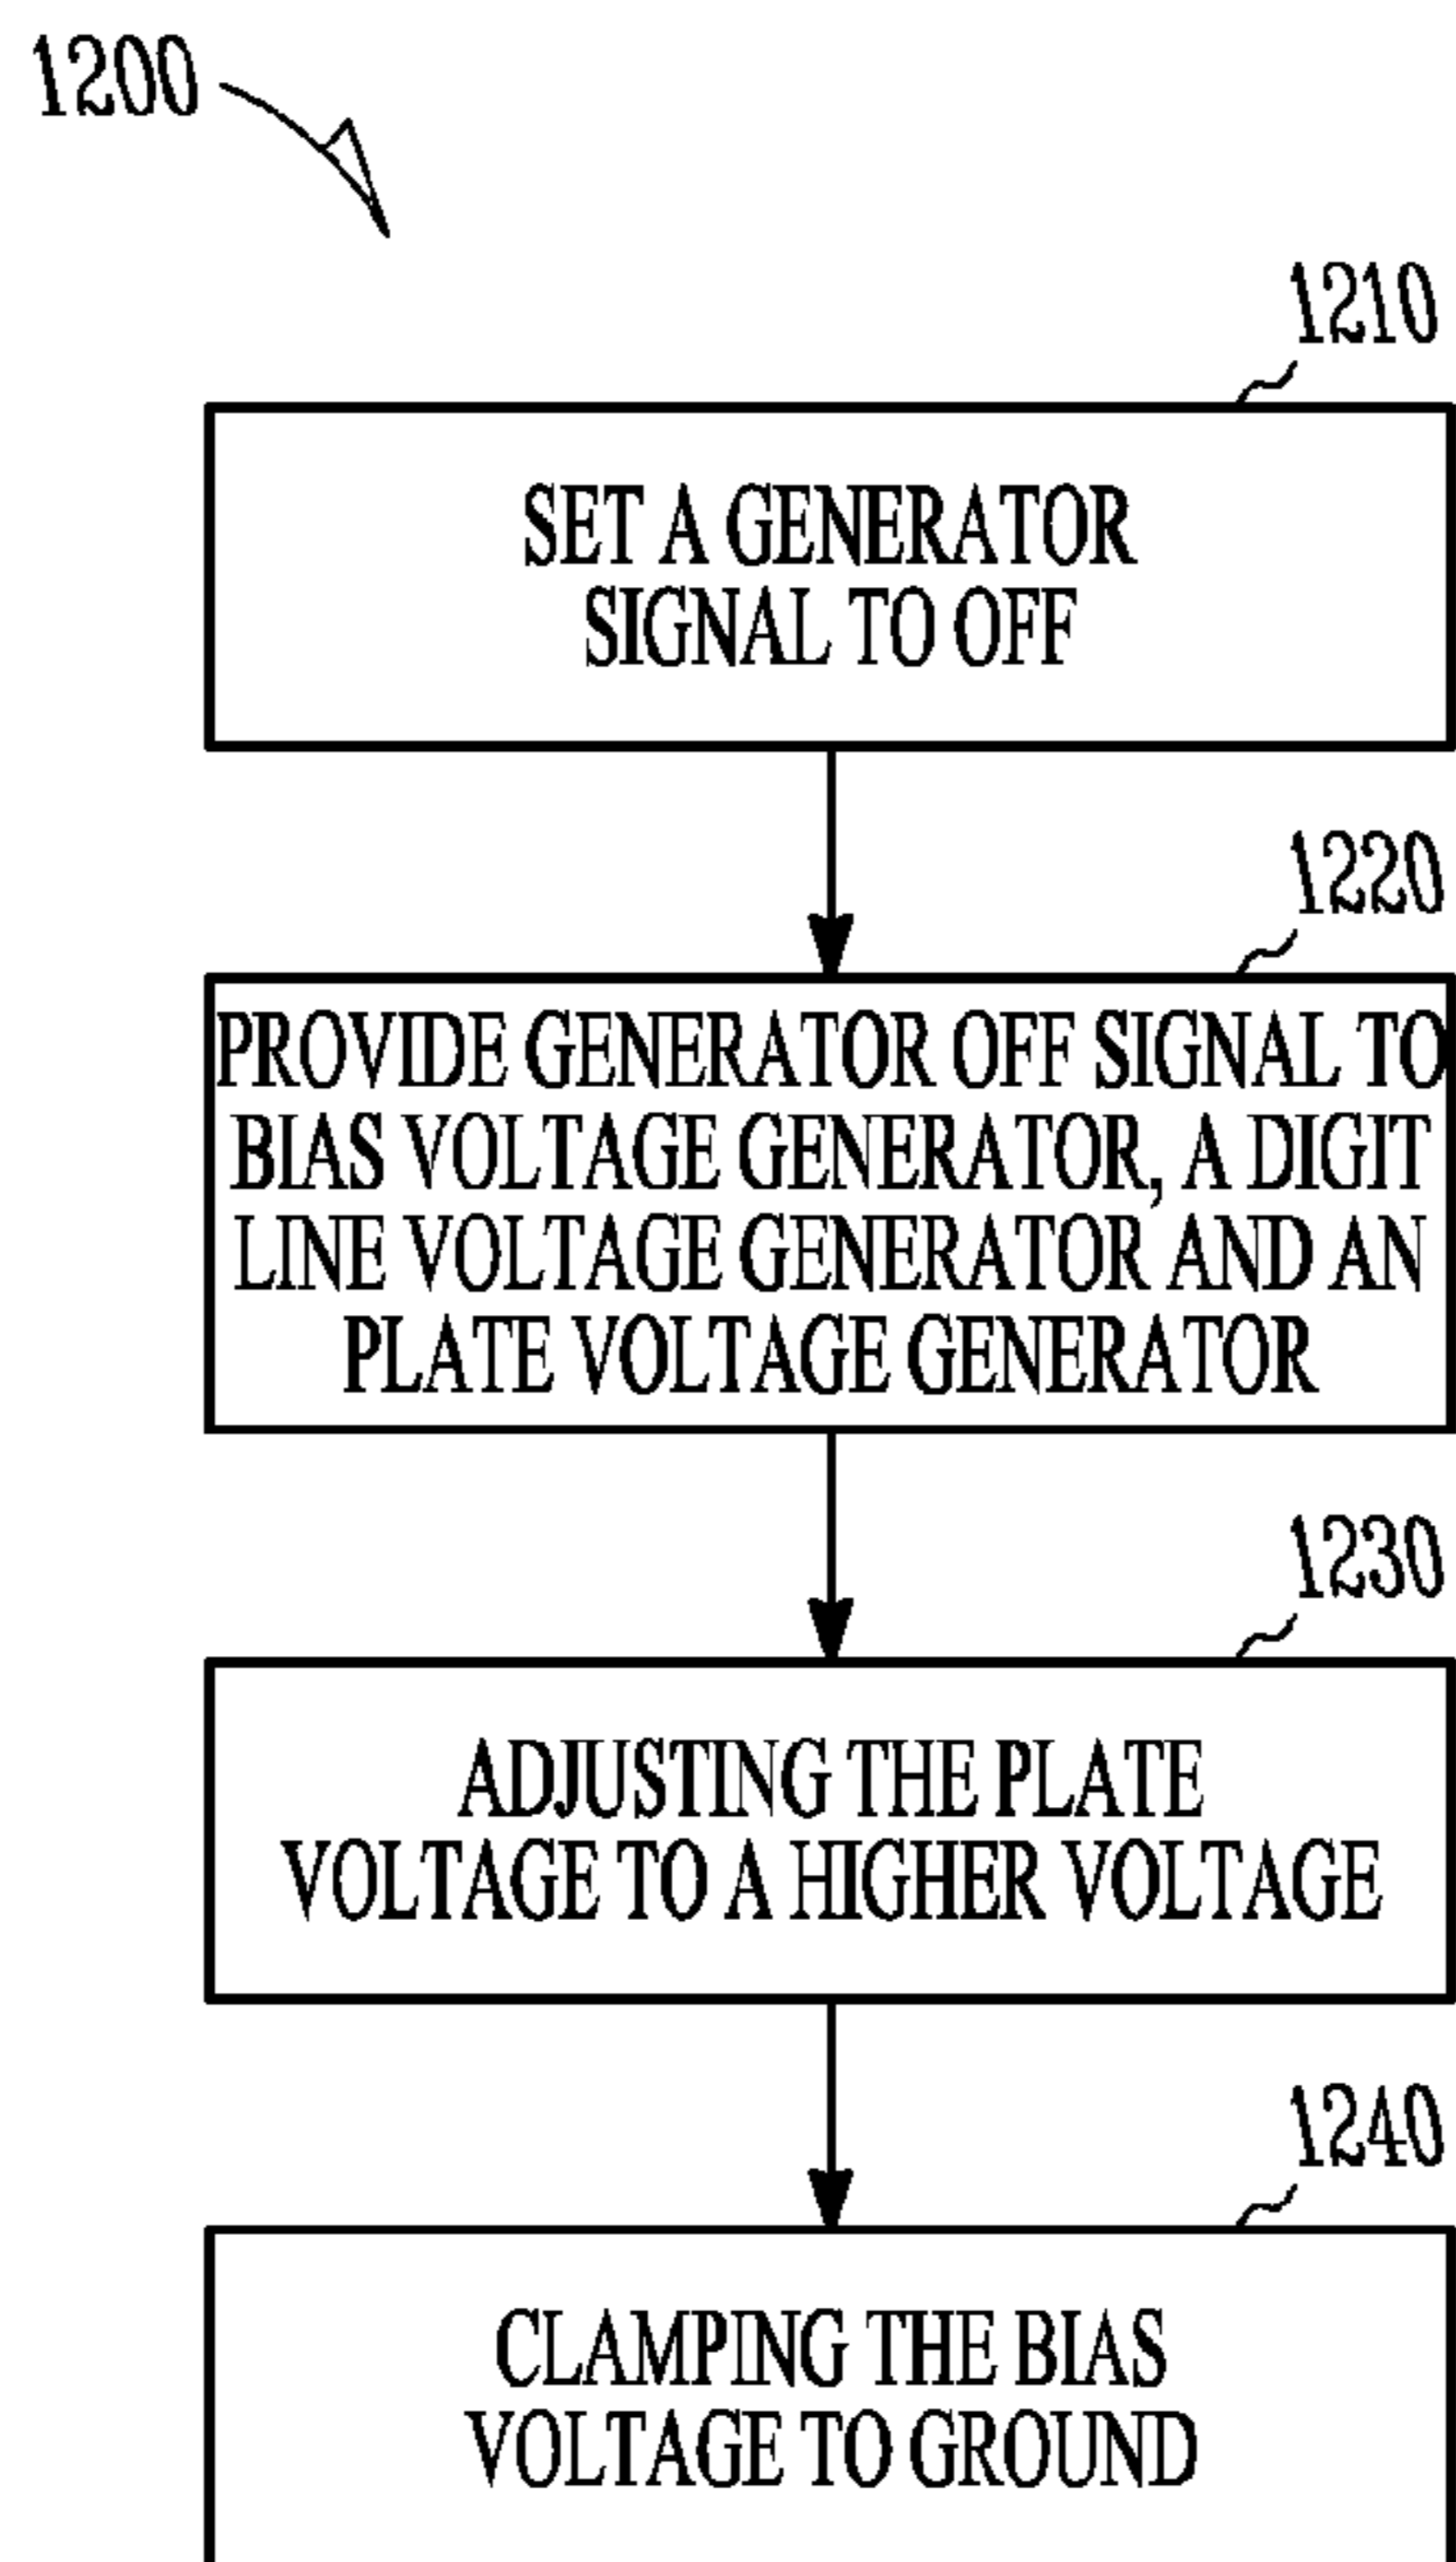 1200
1210
SET A GENERATOR
SIGNAL TO OFF
1220
PROVIDE GENERATOR OFF SIGNAL TO
BIAS VOLTAGE GENERATOR, A DIGIT
LINE VOLTAGE GENERATOR AND AN
PLATE VOLTAGE GENERATOR
1230
ADJUSTING THE PLATE
VOLTAGE TO A HIGHER VOLTAGE
1240
CLAMPING THE BIAS
VOLTAGE TO GROUND